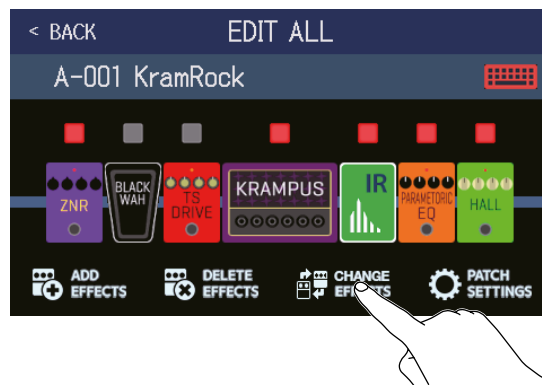 < BACK
EDIT ALL
A-001 KramRock
ZNR
BLACK
WAH
TS
DRIVE
KRAMPUS
IR
PARAMETORIC
EQ
HALL
ADD
EFFECTS
DELETE
EFFECTS
CHANGE
EFFECTS
PATCH
SETTINGS